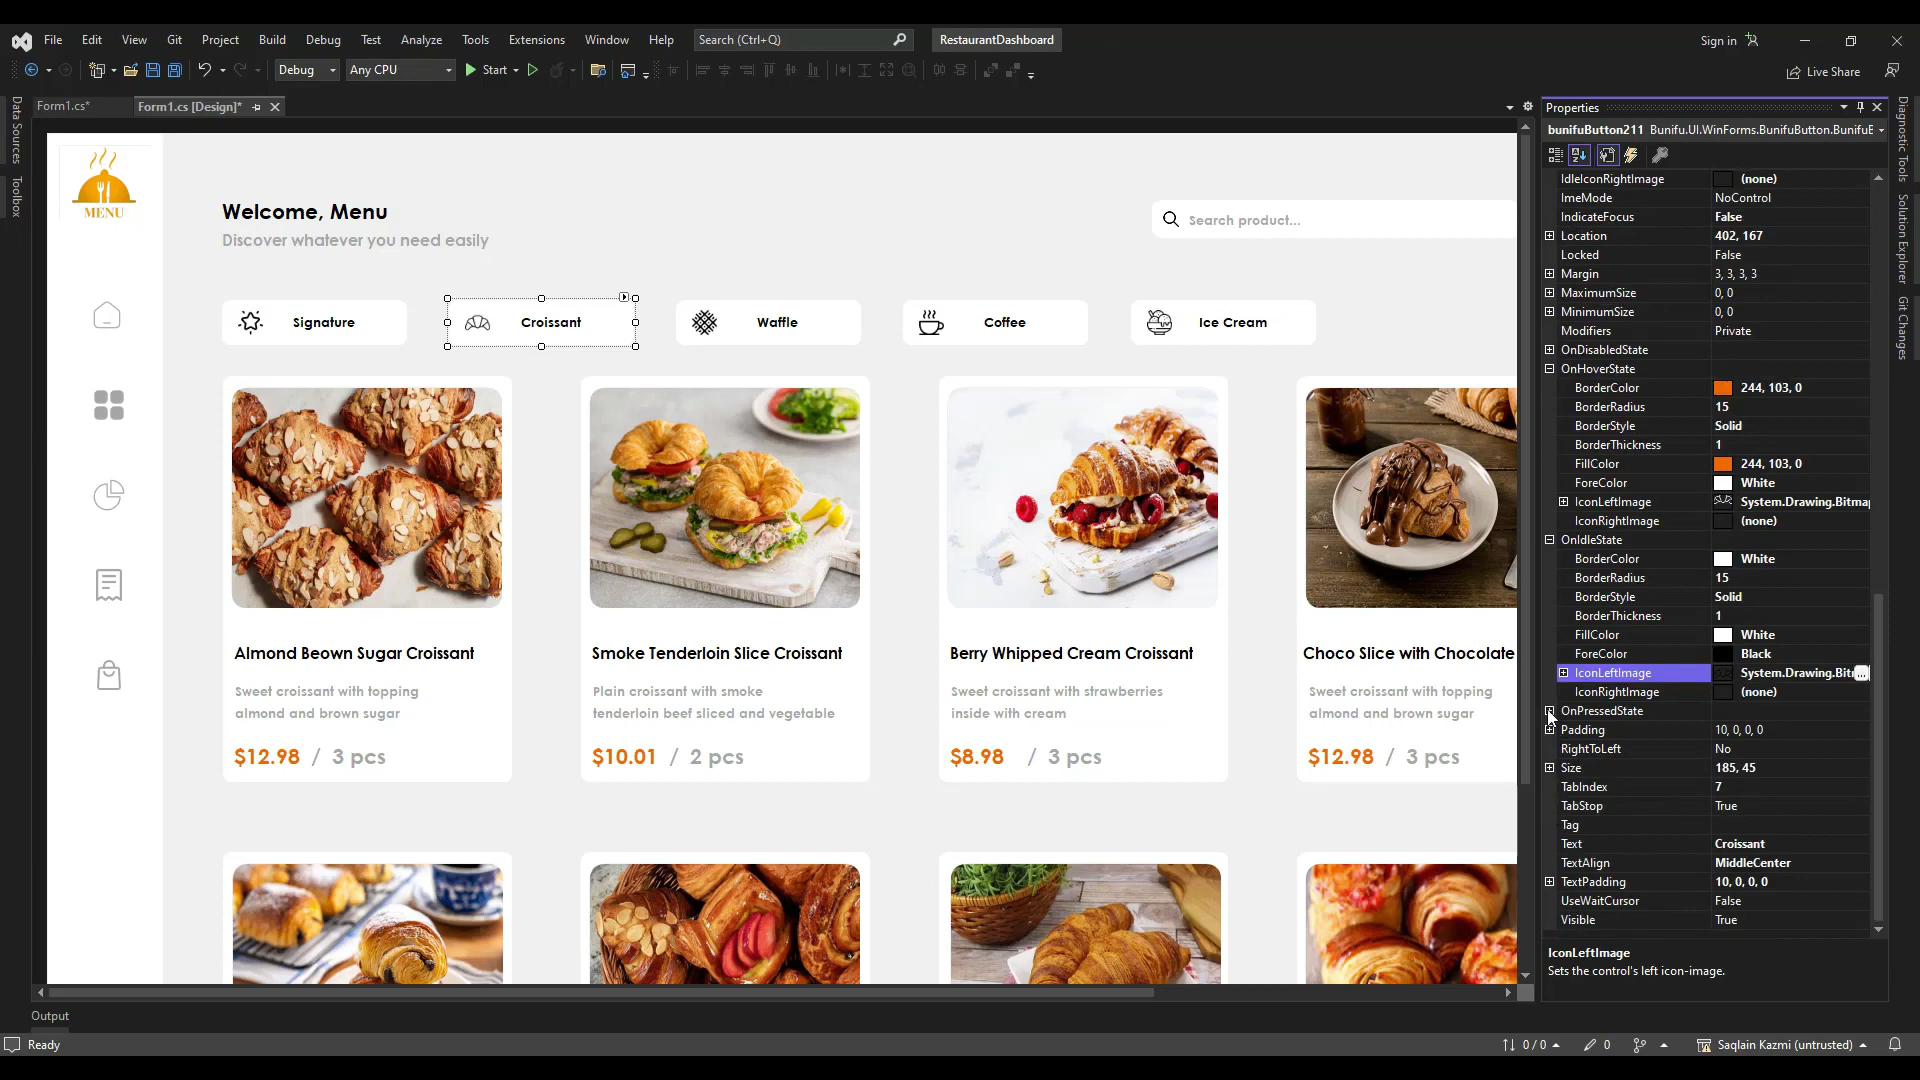 File Edit View Git Project Build Debug Test Analyze Tools Extensions Window Help Search (Ctrl+Q) RestaurantDashboard Sign in
Debug Any CPU Start Live Share
Form1.cs* Form1.cs [Design]*
Data Sources
Toolbox
MENU
Welcome, Menu
Discover whatever you need easily
Search product...
Signature Croissant Waffle Coffee Ice Cream
Almond Beown Sugar Croissant
Sweet croissant with topping
almond and brown sugar
$12.98 / 3 pcs
Smoke Tenderloin Slice Croissant
Plain croissant with smoke
tenderloin beef sliced and vegetable
$10.01 / 2 pcs
Berry Whipped Cream Croissant
Sweet croissant with strawberries
inside with cream
$8.98 / 3 pcs
Choco Slice with Chocolate
Sweet croissant with topping
almond and brown sugar
$12.98 / 3 pcs
Properties
bunifuButton211 Bunifu.UI.WinForms.BunifuButton.BunifuB
IdleIconRightImage (none)
ImeMode NoControl
IndicateFocus False
Location 402, 167
Locked False
Margin 3, 3, 3, 3
MaximumSize 0, 0
MinimumSize 0, 0
Modifiers Private
OnDisabledState
OnHoverState
BorderColor 244, 103, 0
BorderRadius 15
BorderStyle Solid
BorderThickness 1
FillColor 244, 103, 0
ForeColor White
IconLeftImage System.Drawing.Bitmap
IconRightImage (none)
OnIdleState
BorderColor White
BorderRadius 15
BorderStyle Solid
BorderThickness 1
FillColor White
ForeColor Black
IconLeftImage System.Drawing.Bit ...
IconRightImage (none)
OnPressedState
Padding 10, 0, 0, 0
RightToLeft No
Size 185, 45
TabIndex 7
TabStop True
Tag
Text Croissant
TextAlign MiddleCenter
TextPadding 10, 0, 0, 0
UseWaitCursor False
Visible True
IconLeftImage
Sets the control's left icon-image.
Diagnostic Tools
Solution Explorer
Git Changes
Output
Ready 0 / 0 0 Saqlain Kazmi (untrusted)